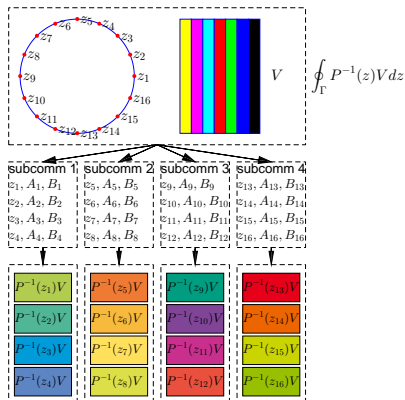 z₅
z₆ z₄
z₇ z₃
z₈ z₂
z₉ z₁ V ∮_Γ P⁻¹(z)V dz
z₁₀ z₁₆
z₁₁ z₁₅
z₁₂ z₁₃ z₁₄
subcomm 1 subcomm 2 subcomm 3 subcomm 4
z₁, A₁, B₁ z₅, A₅, B₅ z₉, A₉, B₉ z₁₃, A₁₃, B₁₃
z₂, A₂, B₂ z₆, A₆, B₆ z₁₀, A₁₀, B₁₀ z₁₄, A₁₄, B₁₄
z₃, A₃, B₃ z₇, A₇, B₇ z₁₁, A₁₁, B₁₁ z₁₅, A₁₅, B₁₅
z₄, A₄, B₄ z₈, A₈, B₈ z₁₂, A₁₂, B₁₂ z₁₆, A₁₆, B₁₆
P⁻¹(z₁)V P⁻¹(z₅)V P⁻¹(z₉)V P⁻¹(z₁₃)V
P⁻¹(z₂)V P⁻¹(z₆)V P⁻¹(z₁₀)V P⁻¹(z₁₄)V
P⁻¹(z₃)V P⁻¹(z₇)V P⁻¹(z₁₁)V P⁻¹(z₁₅)V
P⁻¹(z₄)V P⁻¹(z₈)V P⁻¹(z₁₂)V P⁻¹(z₁₆)V